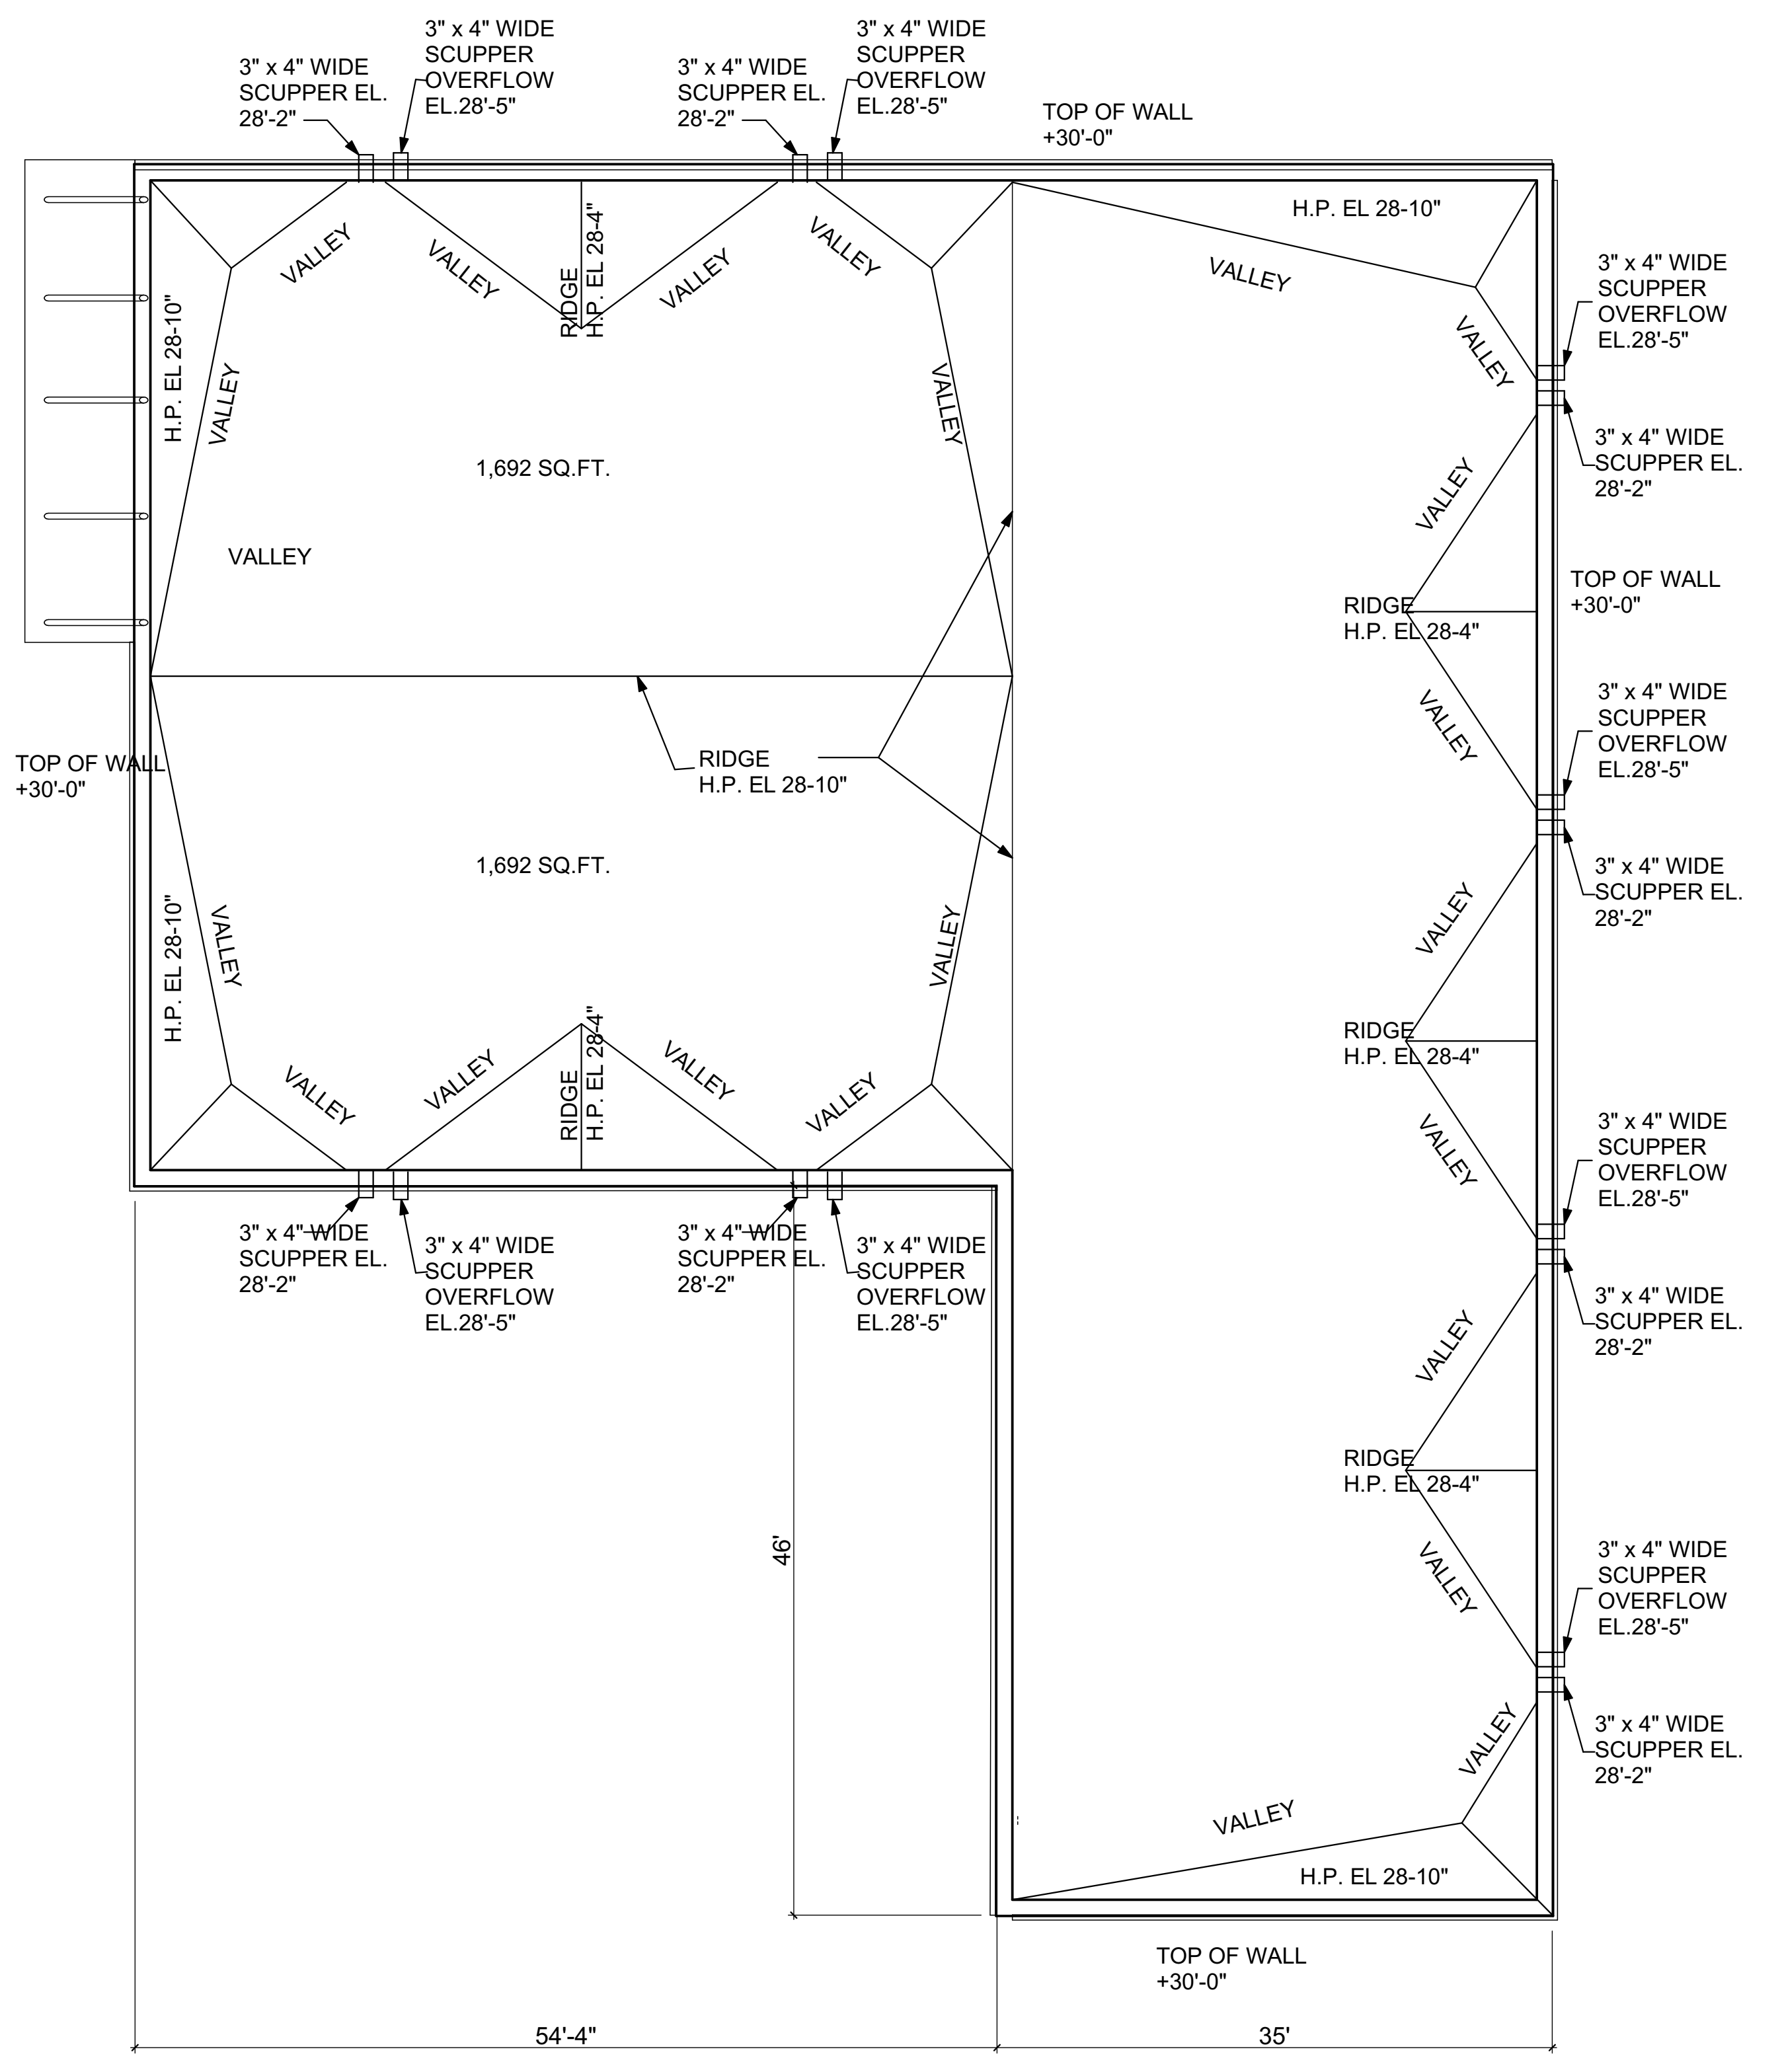 3" x 4" WIDE
SCUPPER EL.
28'-2"
3" x 4" WIDE
SCUPPER
OVERFLOW
EL.28'-5"
3" x 4" WIDE
SCUPPER EL.
28'-2"
3" x 4" WIDE
SCUPPER
OVERFLOW
EL.28'-5"
TOP OF WALL
+30'-0"
VALLEY
VALLEY
RIDGE
H.P. EL 28-4"
VALLEY
VALLEY
H.P. EL 28-10"
VALLEY
VALLEY
3" x 4" WIDE
SCUPPER
OVERFLOW
EL.28'-5"
H.P. EL 28-10"
VALLEY
VALLEY
1,692 SQ.FT.
VALLEY
3" x 4" WIDE
SCUPPER EL.
28'-2"
VALLEY
RIDGE
H.P. EL 28-4"
TOP OF WALL
+30'-0"
VALLEY
3" x 4" WIDE
SCUPPER
OVERFLOW
EL.28'-5"
TOP OF WALL
+30'-0"
RIDGE
H.P. EL 28-10"
1,692 SQ.FT.
H.P. EL 28-10"
VALLEY
VALLEY
VALLEY
3" x 4" WIDE
SCUPPER EL.
28'-2"
RIDGE
H.P. EL 28-4"
VALLEY
VALLEY
RIDGE
H.P. EL 28-4"
VALLEY
VALLEY
VALLEY
3" x 4" WIDE
SCUPPER
OVERFLOW
EL.28'-5"
3" x 4" WIDE
SCUPPER EL.
28'-2"
3" x 4" WIDE
SCUPPER
OVERFLOW
EL.28'-5"
3" x 4" WIDE
SCUPPER EL.
28'-2"
3" x 4" WIDE
SCUPPER
OVERFLOW
EL.28'-5"
3" x 4" WIDE
SCUPPER EL.
28'-2"
VALLEY
RIDGE
H.P. EL 28-4"
46'
VALLEY
3" x 4" WIDE
SCUPPER
OVERFLOW
EL.28'-5"
VALLEY
3" x 4" WIDE
SCUPPER EL.
28'-2"
VALLEY
H.P. EL 28-10"
TOP OF WALL
+30'-0"
54'-4"
35'